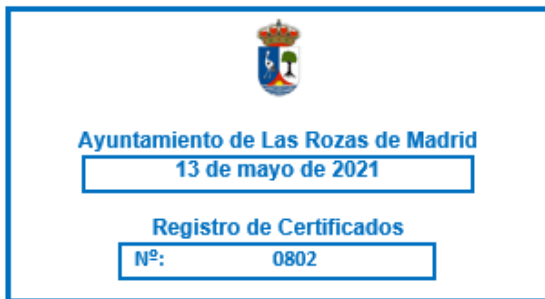 Ayuntamiento de Las Rozas de Madrid
13 de mayo de 2021
Registro de Certificados
Nº: 0802